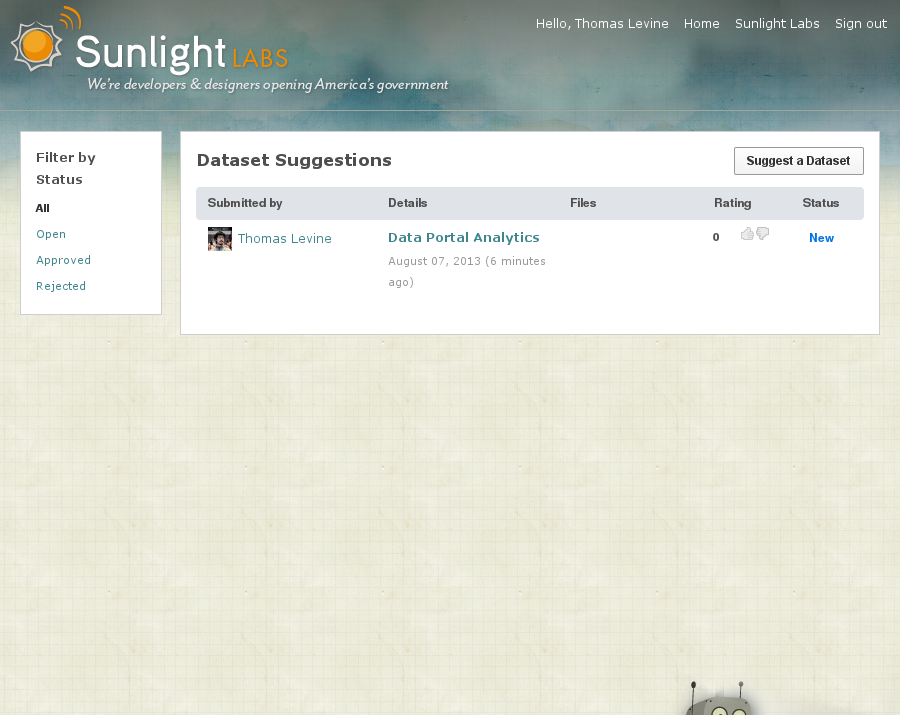 Hello, Thomas Levine Home Sunlight Labs Sign out
Sunlight LABS
We're developers & designers opening America's government
Filter by
Status
All
Open
Approved
Rejected
Dataset Suggestions
Suggest a Dataset
Submitted by Details Files Rating Status
Thomas Levine Data Portal Analytics 0 New
August 07, 2013 (6 minutes
ago)